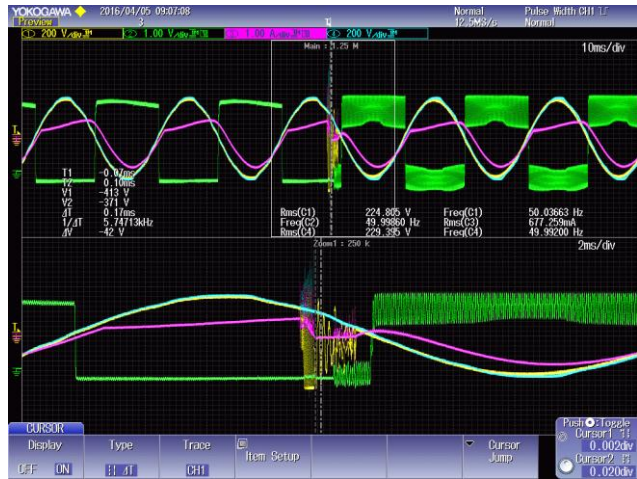 YOKOGAWA 2016/04/05 09:07:08 Normal Pulse Width CH1
Preview 3 12.5MS/s Normal
200 V/div 1.00 V/div 1.00 A/div 200 V/div
Main : 1.25 M 10ms/div
T1 -0.07ms
T2 0.10ms
V1 -413 V
V2 -371 V
ΔT 0.17ms Rms(C1) 224.805 V Freq(C1) 50.03663 Hz
1/ΔT 5.74713kHz Freq(C2) 49.99860 Hz Rms(C3) 677.259mA
ΔV -42 V Rms(C4) 229.395 V Freq(C4) 49.99200 Hz
Zoom1 : 250 k 2ms/div
CURSOR
Display Type Trace Item Setup Cursor Jump
OFF ON ΔT CH1
Push :Toggle
Cursor1
0.002div
Cursor2
0.020div